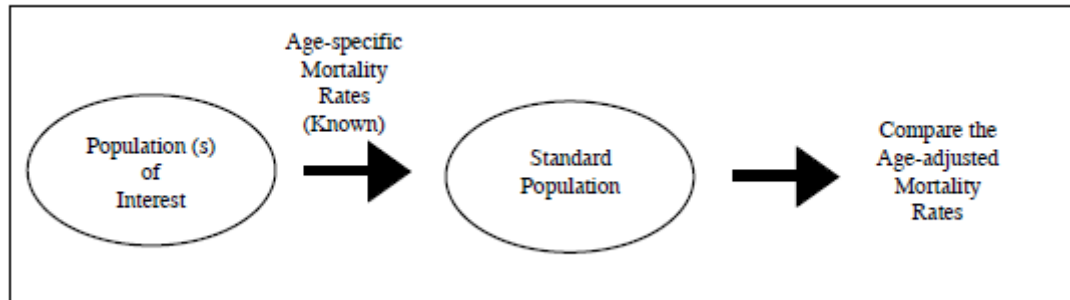 Population (s)
of
Interest
Age-specific
Mortality
Rates
(Known)
Standard
Population
Compare the
Age-adjusted
Mortality
Rates